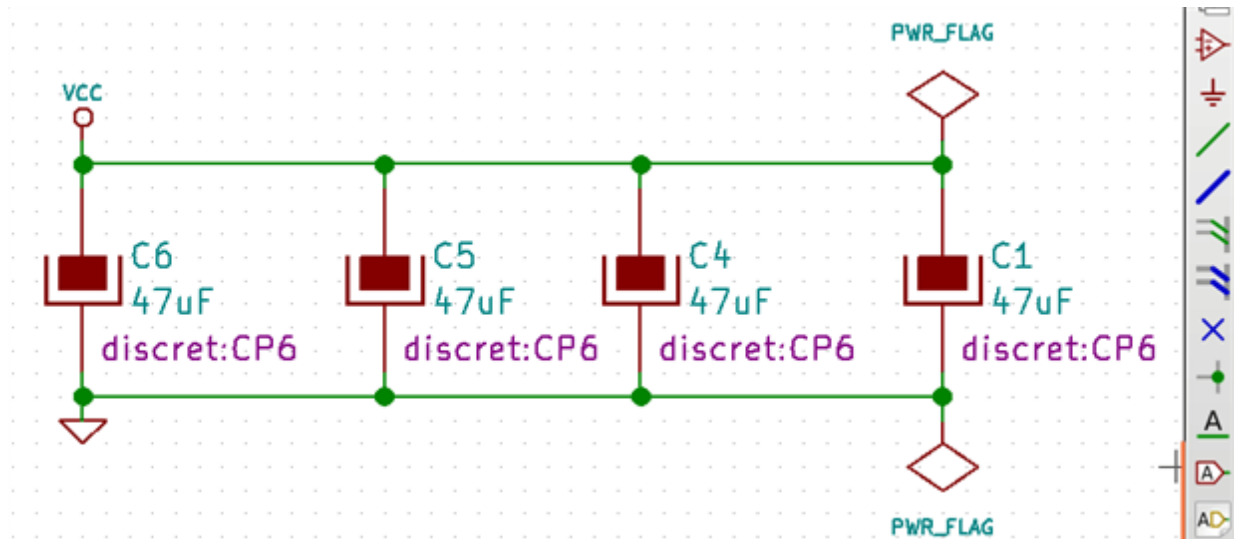 PWR_FLAG
VCC
C6
47uF
discret:CP6
C5
47uF
discret:CP6
C4
47uF
discret:CP6
C1
47uF
discret:CP6
PWR_FLAG
A
A
AD